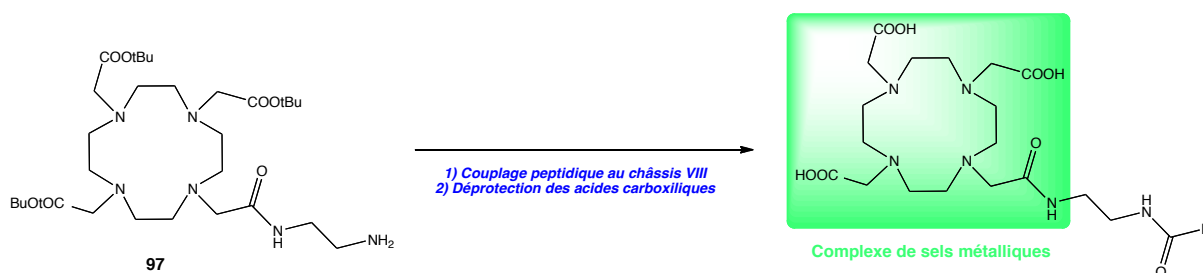 COOtBu
COOtBu
N
N
N
N
BuOtOC
O
N
H
NH2
97
1) Couplage peptidique au châssis VIII
2) Déprotection des acides carboxiliques
COOH
COOH
N
N
N
N
HOOC
O
N
H
H
N
O
Complexe de sels métalliques